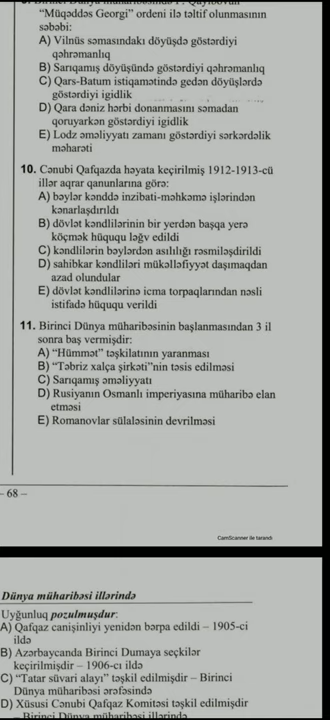 "Müqəddəs Georgi" ordeni ilə təltif olunmasının
səbəbi:
A) Vilnüs səmasındakı döyüşdə göstərdiyi
qəhrəmanlıq
B) Sarıqamış döyüşündə göstərdiyi qəhrəmanlıq
C) Qars-Batum istiqamətində gedən döyüşlərdə
göstərdiyi igidlik
D) Qara dəniz hərbi donanmasını səmadan
qoruyarkən göstərdiyi igidlik
E) Lodz əməliyyatı zamanı göstərdiyi sərkərdəlik
məharəti
10. Cənubi Qafqazda həyata keçirilmiş 1912-1913-cü
illər aqrar qanunlarına görə:
A) bəylər kənddə inzibati-məhkəmə işlərindən
kənarlaşdırıldı
B) dövlət kəndlilərinin bir yerdən başqa yerə
köçmək hüququ ləğv edildi
C) kəndlilərin bəylərdən asılılığı rəsmiləşdirildi
D) sahibkar kəndliləri mükəlləfiyyət daşımaqdan
azad olundular
E) dövlət kəndlilərinə icma torpaqlarından nəsli
istifadə hüququ verildi
11. Birinci Dünya müharibəsinin başlanmasından 3 il
sonra baş vermişdir:
A) "Hümmət" təşkilatının yaranması
B) "Təbriz xalça şirkəti"nin təsis edilməsi
C) Sarıqamış əməliyyatı
D) Rusiyanın Osmanlı imperiyasına müharibə elan
etməsi
E) Romanovlar sülaləsinin devrilməsi
– 68 –
CamScanner ilə tarandı
Dünya müharibəsi illərində
Uyğunluq pozulmuşdur:
A) Qafqaz canişinliyi yenidən bərpa edildi – 1905-ci
ildə
B) Azərbaycanda Birinci Dumaya seçkilər
keçirilmişdir – 1906-cı ildə
C) "Tatar süvari alayı" təşkil edilmişdir – Birinci
Dünya müharibəsi ərəfəsində
D) Xüsusi Cənubi Qafqaz Komitəsi təşkil edilmişdir
– Birinci Dünya müharibəsi illərində